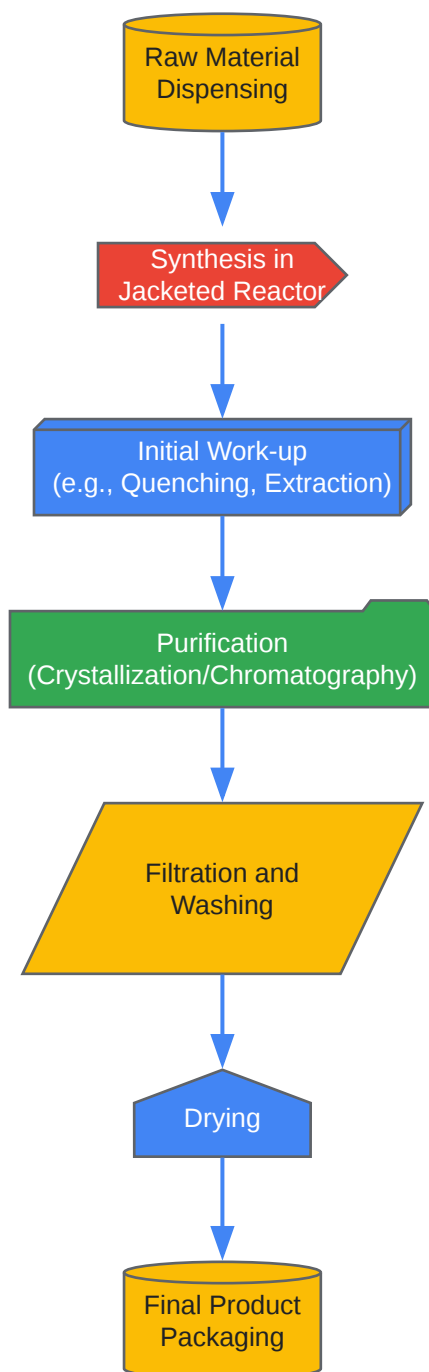 Raw Material
Dispensing
Synthesis in
Jacketed Reactor
Initial Work-up
(e.g., Quenching, Extraction)
Purification
(Crystallization/Chromatography)
Filtration and
Washing
Drying
Final Product
Packaging